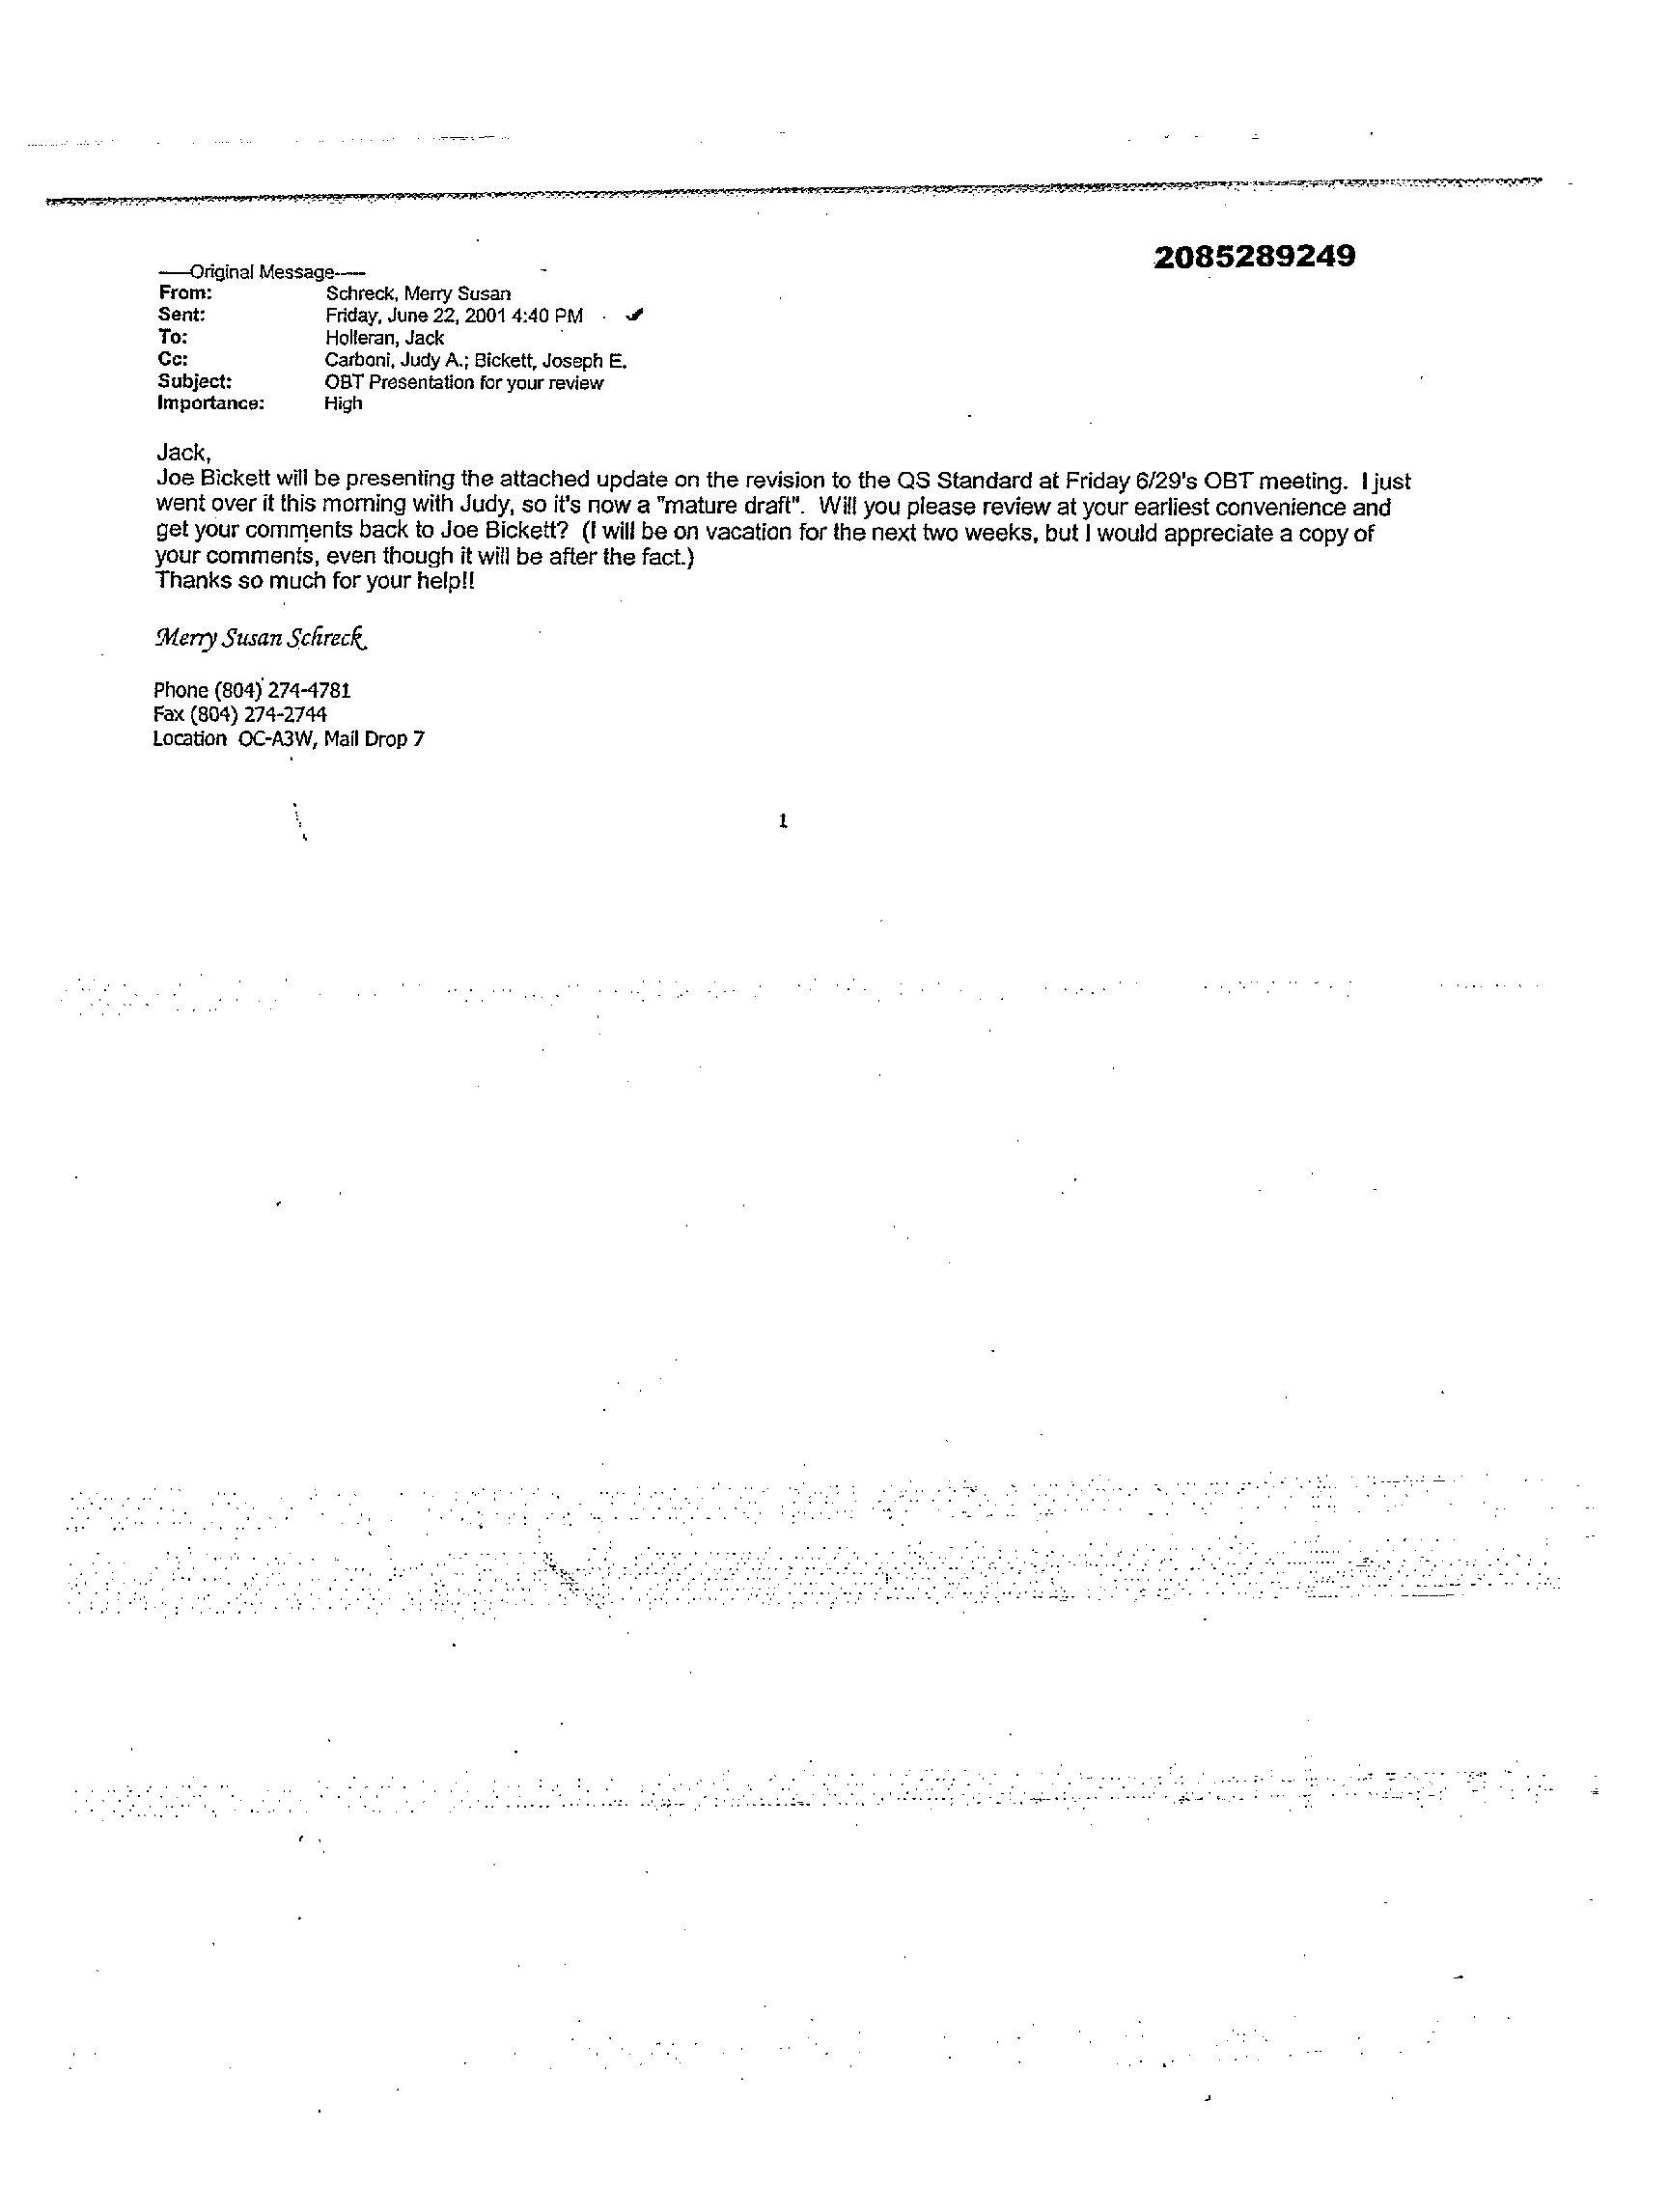 2085289249
-----Original Message-----
From: Schreck, Merry Susan
Sent: Friday, June 22, 2001 4:40 PM
To: Holleran, Jack
Cc: Carboni, Judy A.; Bickett, Joseph E.
Subject: OBT Presentation for your review
Importance: High
Jack,
Joe Bickett will be presenting the attached update on the revision to the QS Standard at Friday 6/29's OBT meeting. I just
went over it this morning with Judy, so it's now a "mature draft". Will you please review at your earliest convenience and
get your comments back to Joe Bickett? (I will be on vacation for the next two weeks, but I would appreciate a copy of
your comments, even though it will be after the fact.)
Thanks so much for your help!!
Merry Susan Schreck
Phone (804) 274-4781
Fax (804) 274-2744
Location OC-A3W, Mail Drop 7
1